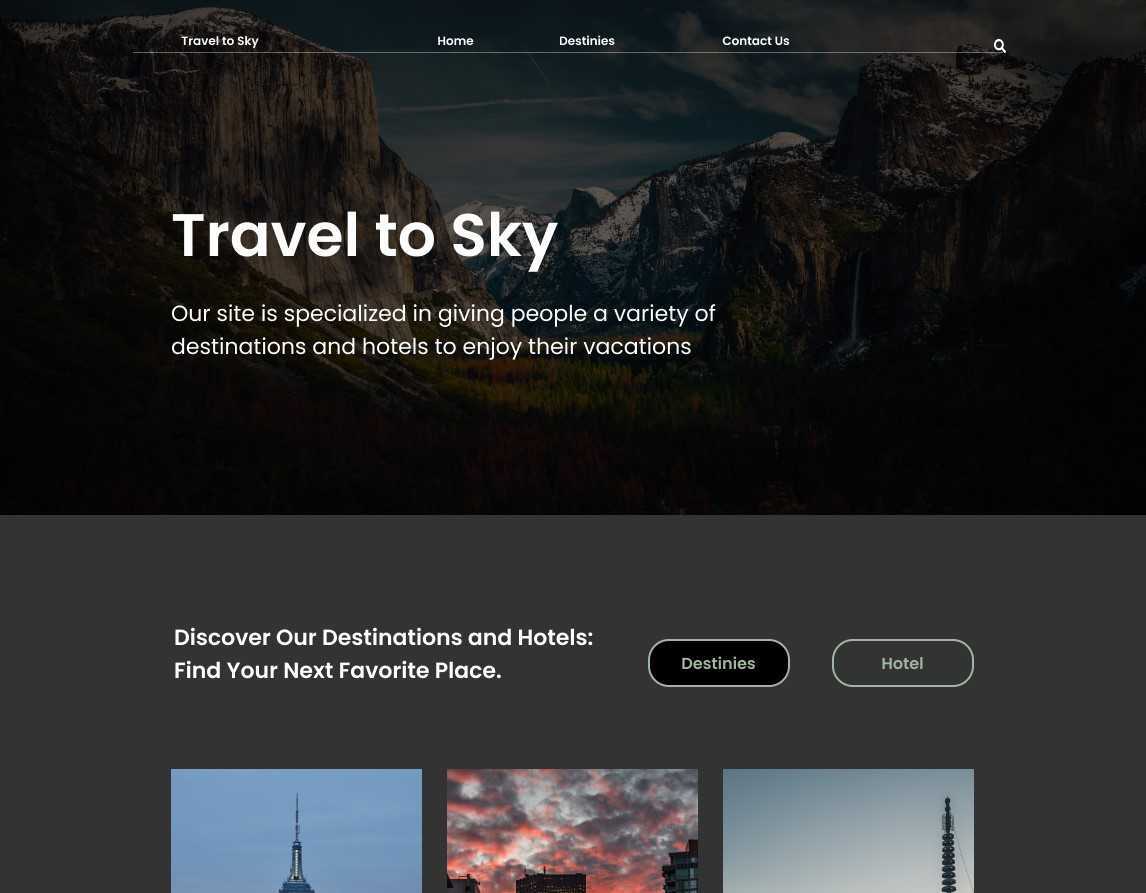 Travel to Sky Home Destinies Contact Us
Travel to Sky
Our site is specialized in giving people a variety of
destinations and hotels to enjoy their vacations
Discover Our Destinations and Hotels:
Find Your Next Favorite Place.
Destinies Hotel